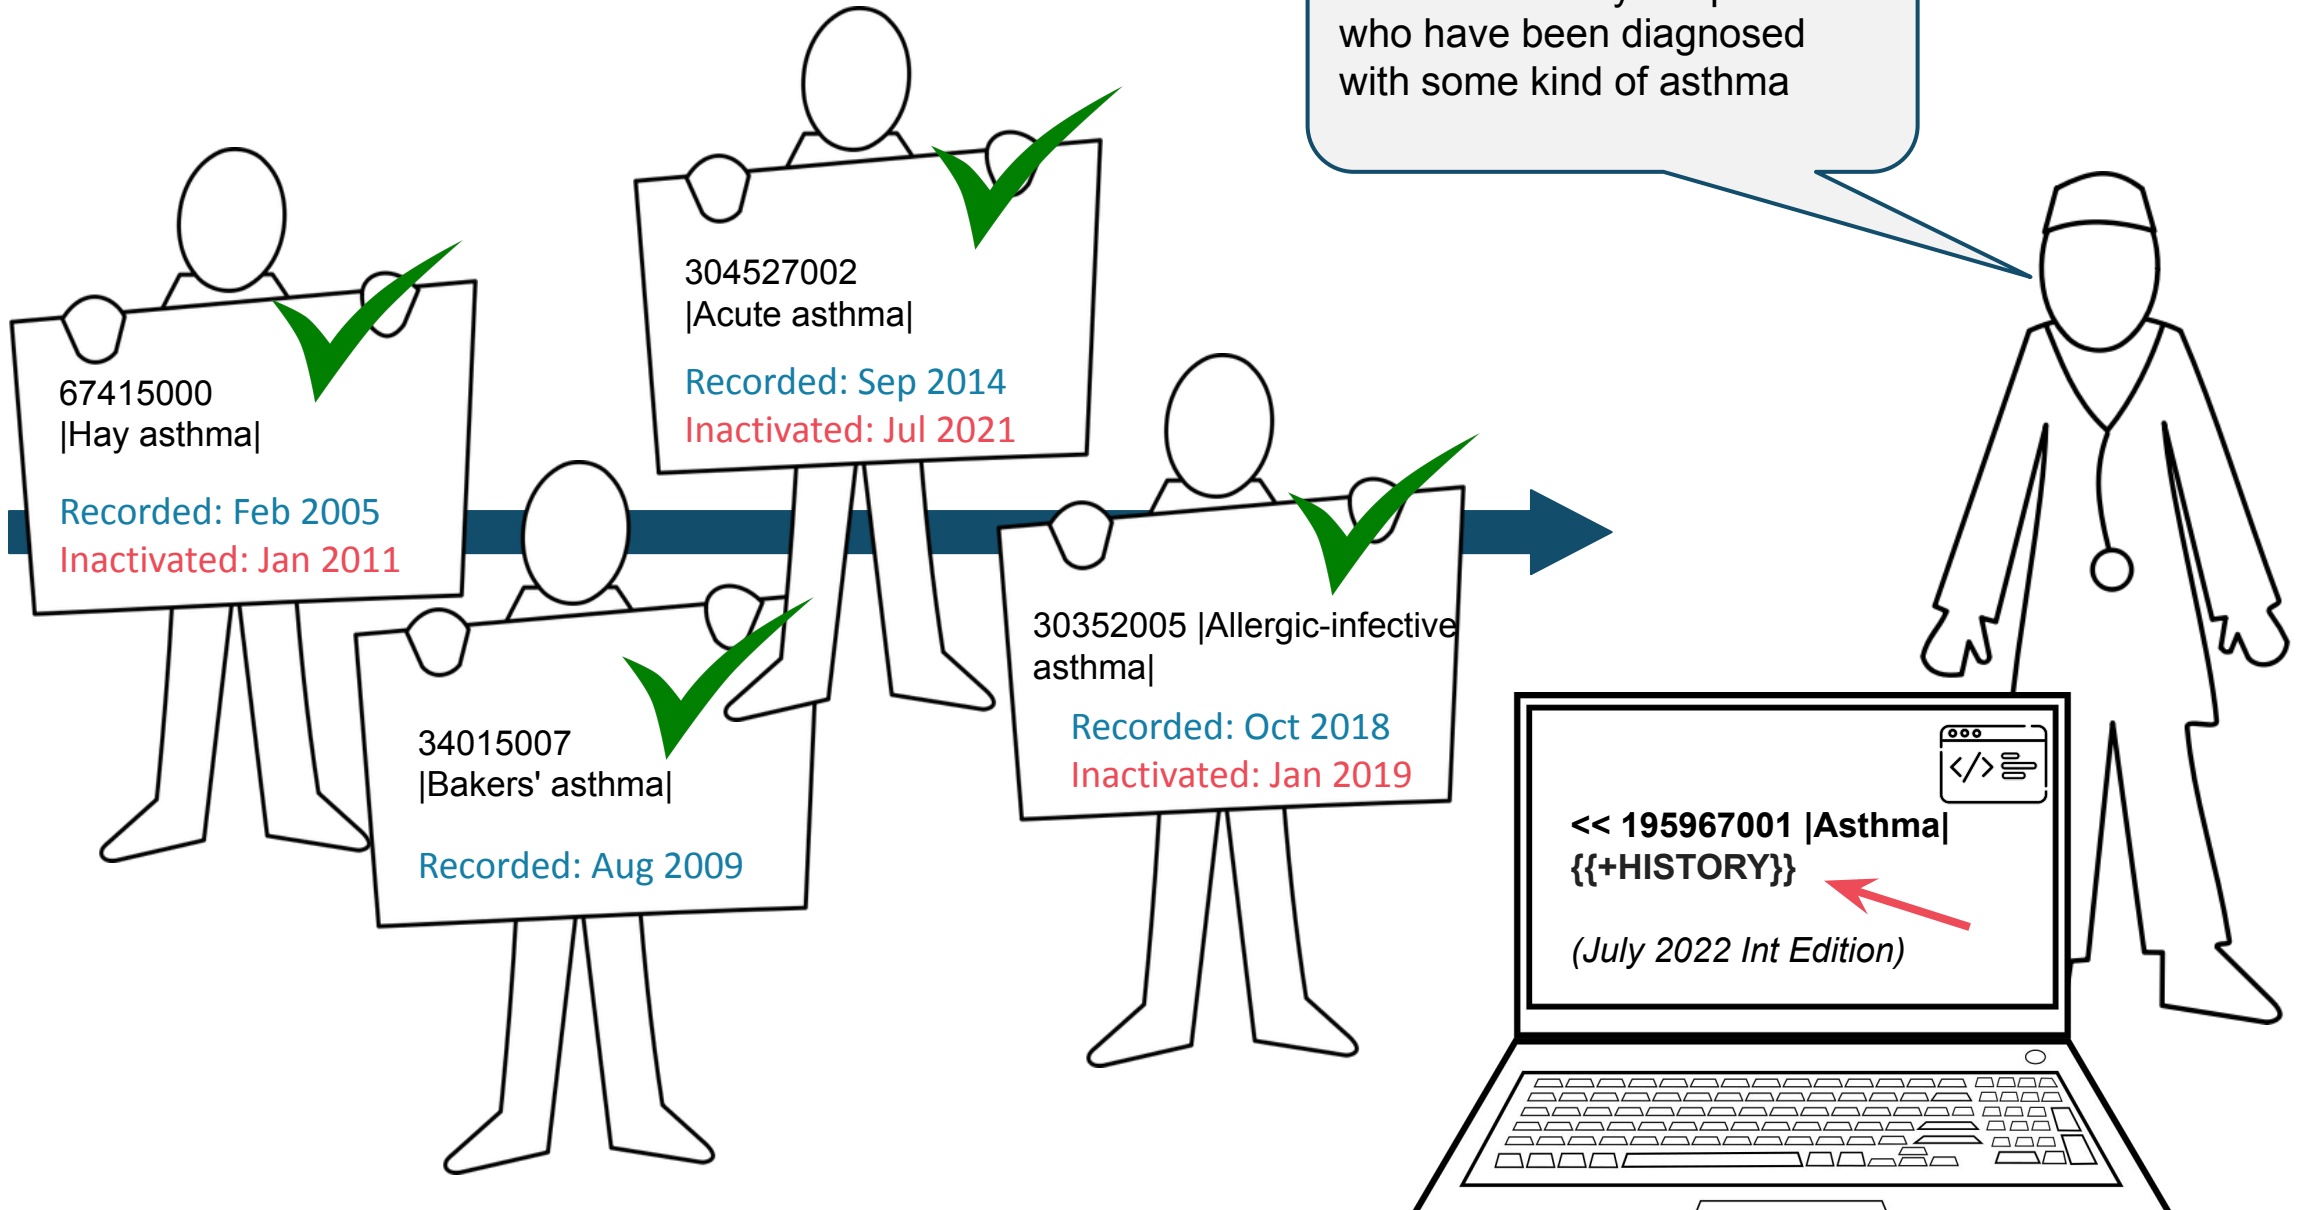 who have been diagnosed
with some kind of asthma
304527002
|Acute asthma|
Recorded: Sep 2014
Inactivated: Jul 2021
67415000
|Hay asthma|
Recorded: Feb 2005
Inactivated: Jan 2011
30352005 |Allergic-infective
asthma|
Recorded: Oct 2018
Inactivated: Jan 2019
34015007
|Bakers' asthma|
Recorded: Aug 2009
</>
<< 195967001 |Asthma|
{{+HISTORY}}
(July 2022 Int Edition)